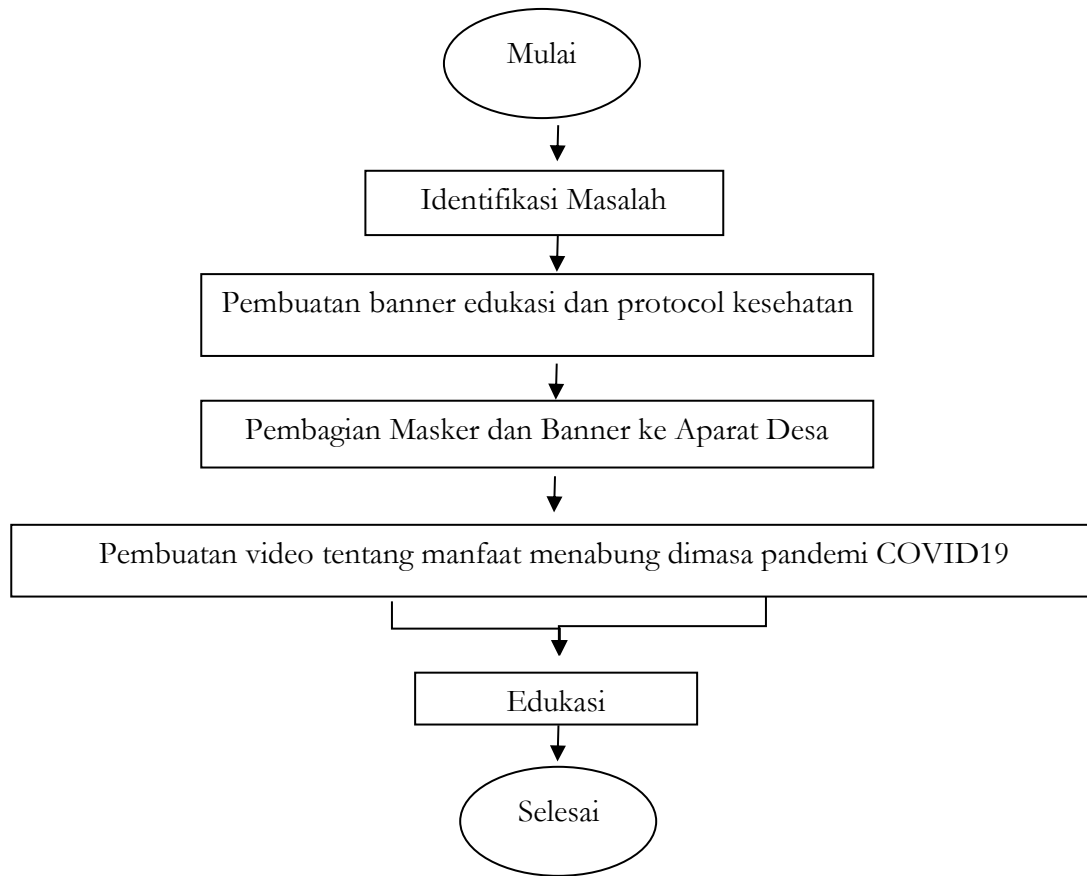 Mulai
Identifikasi Masalah
Pembuatan banner edukasi dan protocol kesehatan
Pembagian Masker dan Banner ke Aparat Desa
Pembuatan video tentang manfaat menabung dimasa pandemi COVID19
Edukasi
Selesai